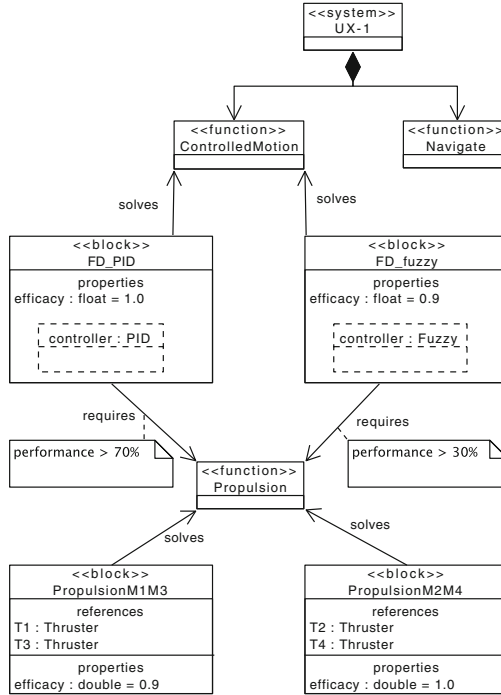 <<system>>
UX-1
<<function>>
ControlledMotion
<<function>>
Navigate
solves
solves
<<block>>
FD_PID
properties
efficacy : float = 1.0
controller : PID
<<block>>
FD_fuzzy
properties
efficacy : float = 0.9
controller : Fuzzy
requires
requires
performance > 70%
performance > 30%
<<function>>
Propulsion
solves
solves
<<block>>
PropulsionM1M3
references
T1 : Thruster
T3 : Thruster
properties
efficacy : double = 0.9
<<block>>
PropulsionM2M4
references
T2 : Thruster
T4 : Thruster
properties
efficacy : double = 1.0